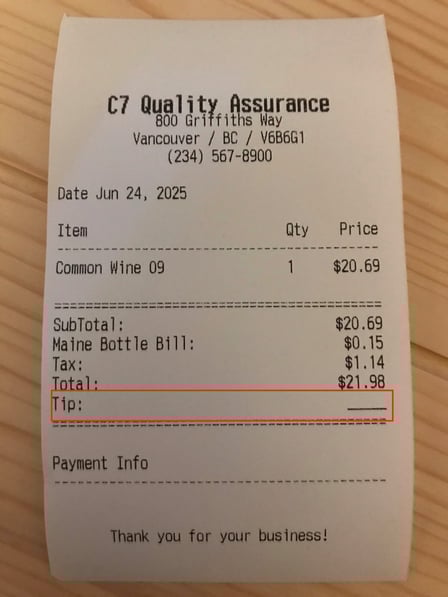 C7 Quality Assurance
800 Griffiths Way
Vancouver / BC / V6B6G1
(234) 567-8900
Date Jun 24, 2025
Item Qty Price
Common Wine 09 1 $20.69
SubTotal: $20.69
Maine Bottle Bill: $0.15
Tax: $1.14
Total: $21.98
Tip: ____
Payment Info
Thank you for your business!